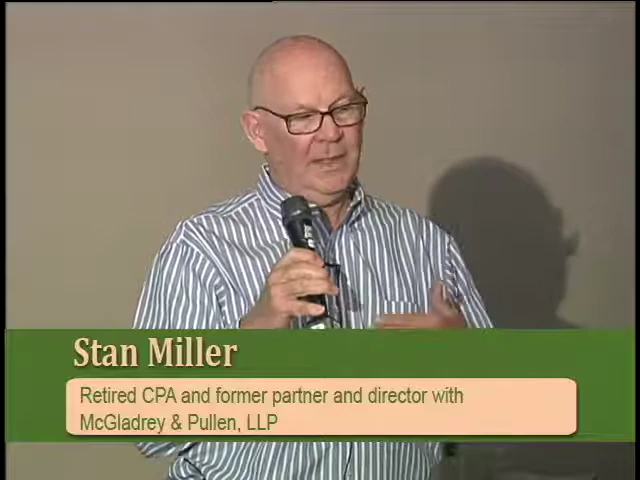 Stan Miller
Retired CPA and former partner and director with
McGladrey & Pullen, LLP